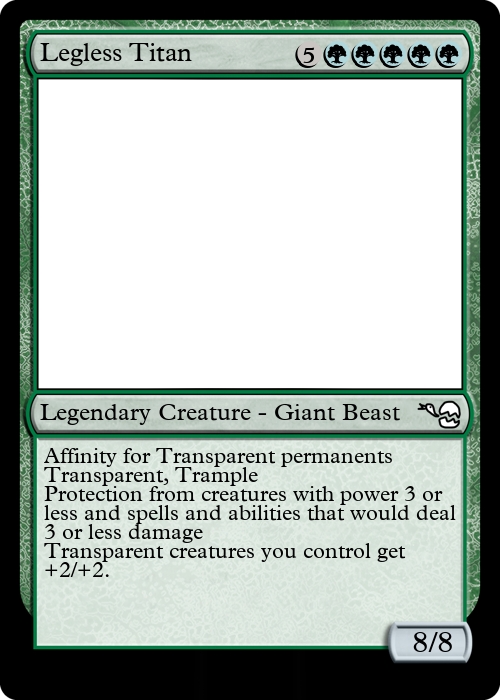 Legless Titan 5
Legendary Creature - Giant Beast
Affinity for Transparent permanents
Transparent, Trample
Protection from creatures with power 3 or
less and spells and abilities that would deal
3 or less damage
Transparent creatures you control get
+2/+2.
8/8